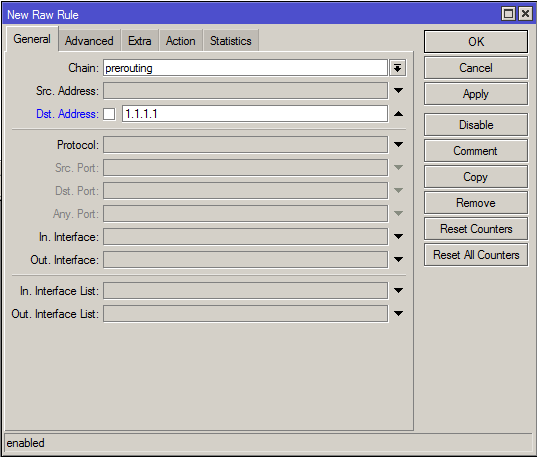 New Raw Rule
General Advanced Extra Action Statistics
Chain: prerouting
Src. Address:
Dst. Address: 1.1.1.1
Protocol:
Src. Port:
Dst. Port:
Any. Port:
In. Interface:
Out. Interface:
In. Interface List:
Out. Interface List:
OK
Cancel
Apply
Disable
Comment
Copy
Remove
Reset Counters
Reset All Counters
enabled